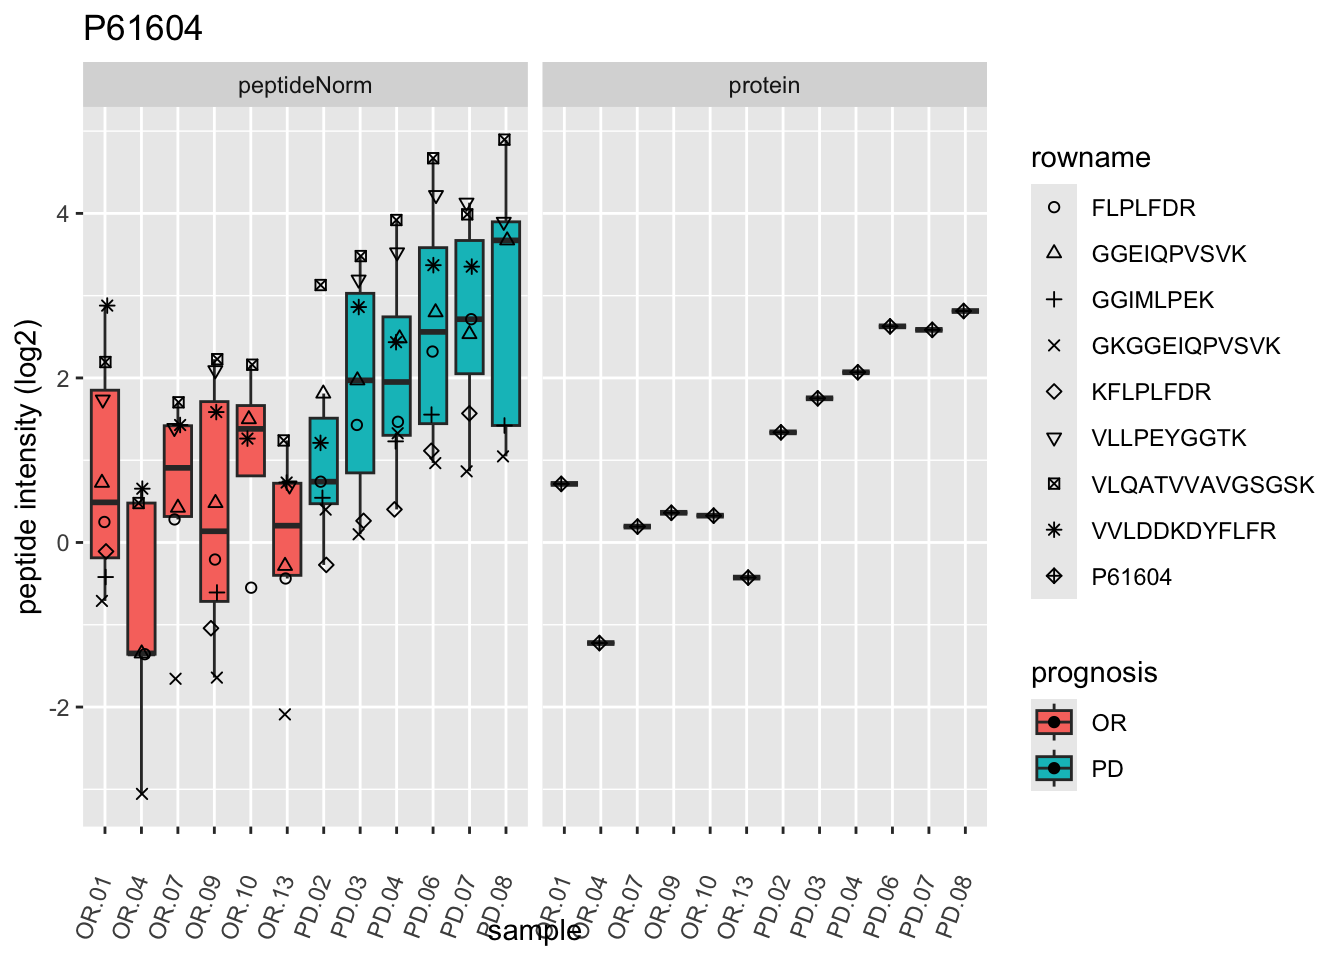 P61604
peptideNorm
protein
peptide intensity (log2)
4
2
0
-2
OR.01
OR.04
OR.07
OR.09
OR.10
OR.13
PD.02
PD.03
PD.04
PD.06
PD.07
PD.08
OR.01
OR.04
OR.07
OR.09
OR.10
OR.13
PD.02
PD.03
PD.04
PD.06
PD.07
PD.08
sample
rowname
FLPLFDR
GGEIQPVSVK
GGIMLPEK
GKGGEIQPVSVK
KFLPLFDR
VLLPEYGGTK
VLQATVVAVGSGSK
VVLDDKDYFLFR
P61604
prognosis
OR
PD